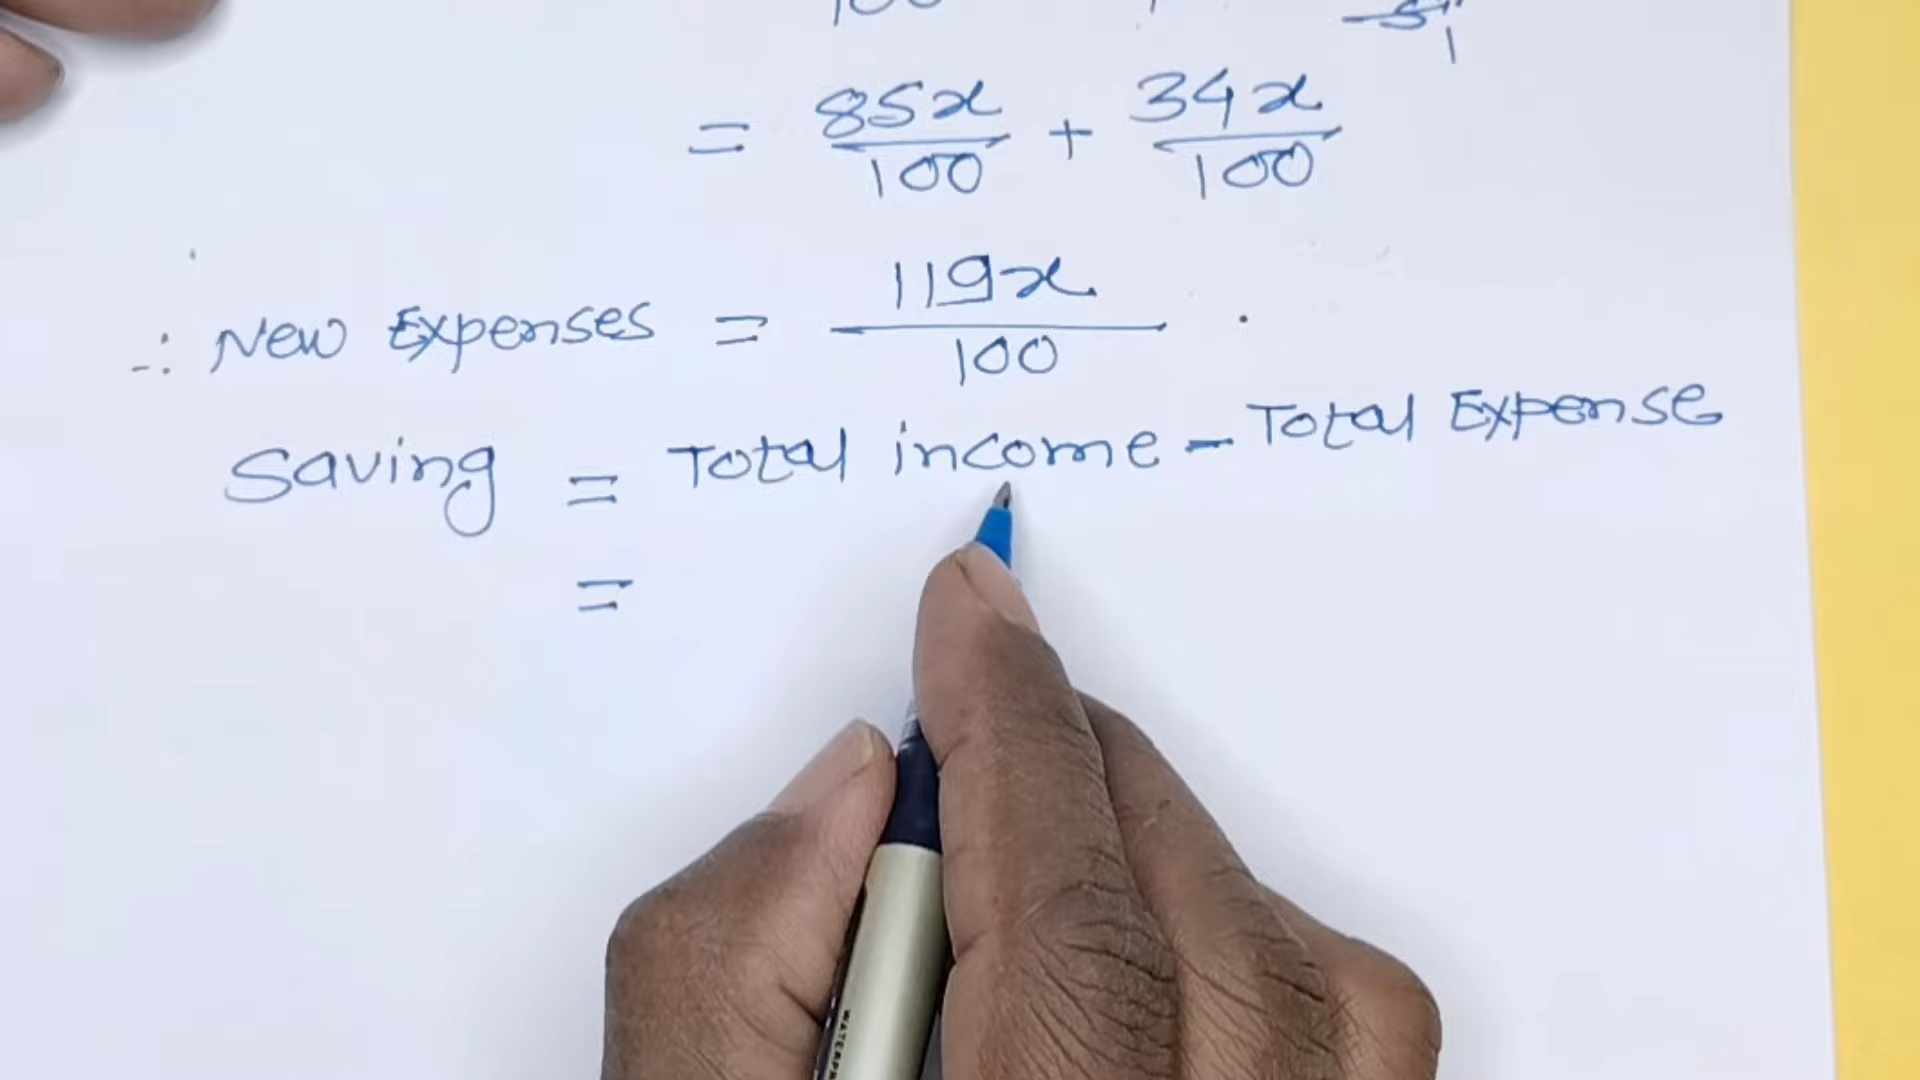 = 85x/100 + 34x/100
∴ New Expenses = 119x/100
Saving = Total income - Total Expense
=